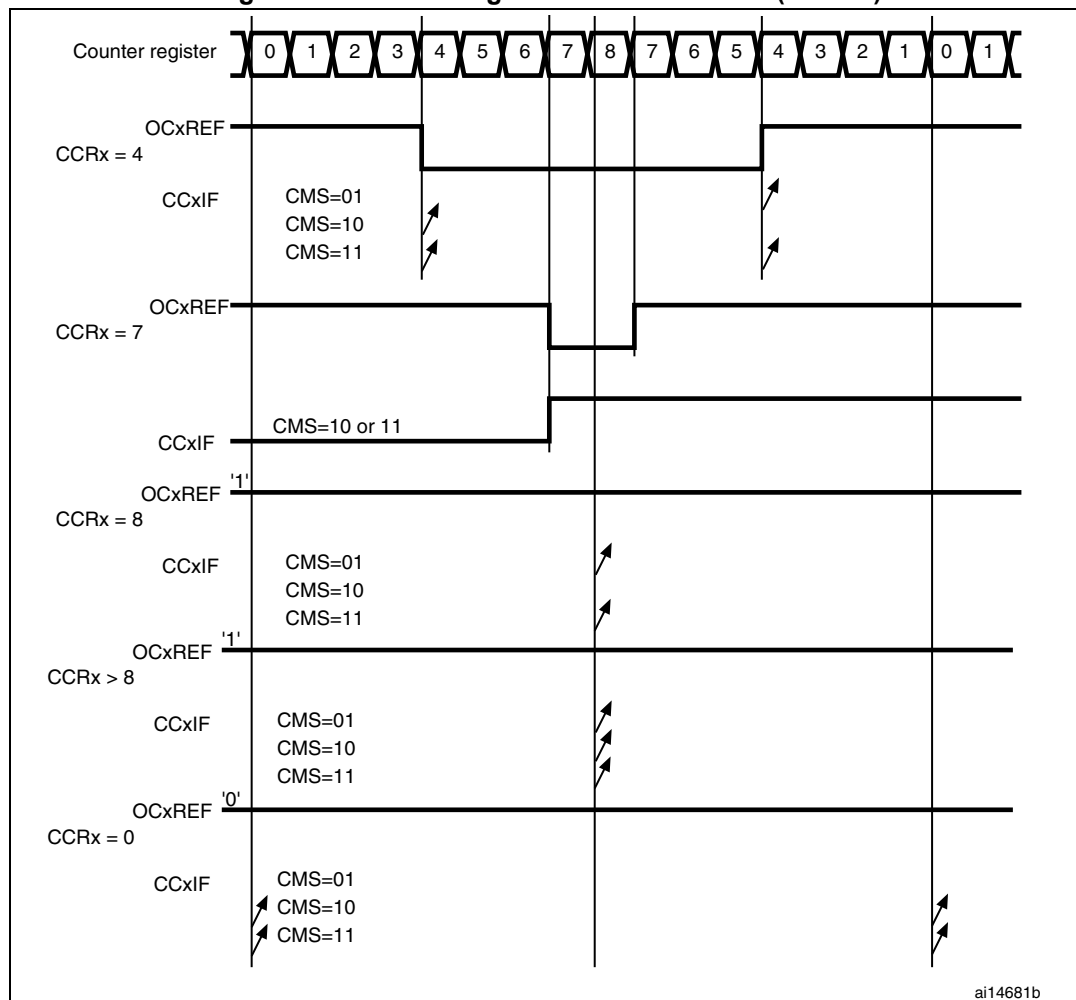 Counter register 0 1 2 3 4 5 6 7 8 7 6 5 4 3 2 1 0 1
OCxREF
CCRx = 4
CCxIF CMS=01
CMS=10
CMS=11
OCxREF
CCRx = 7
CCxIF CMS=10 or 11
OCxREF '1'
CCRx = 8
CCxIF CMS=01
CMS=10
CMS=11
OCxREF '1'
CCRx > 8
CCxIF CMS=01
CMS=10
CMS=11
OCxREF '0'
CCRx = 0
CCxIF CMS=01
CMS=10
CMS=11
ai14681b